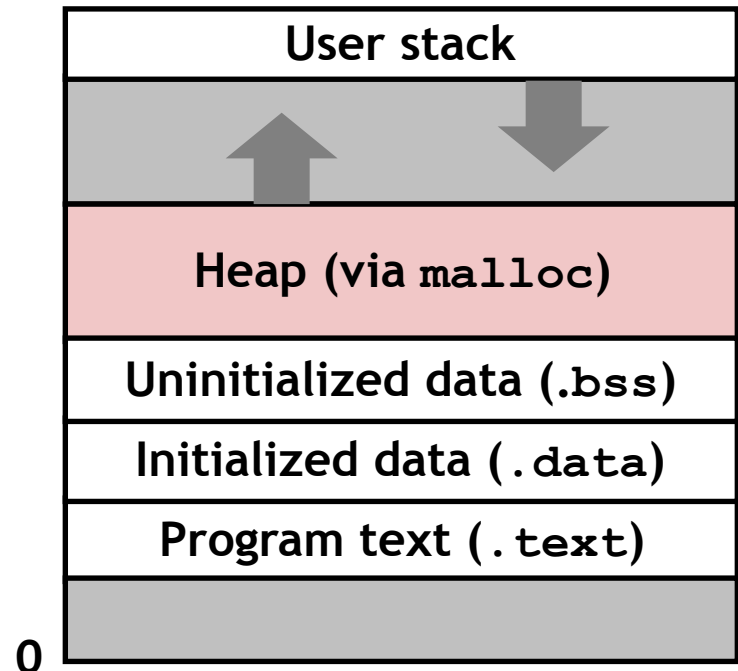 User stack
Heap (via malloc)
Uninitialized data (.bss)
Initialized data (.data)
Program text (.text)
0